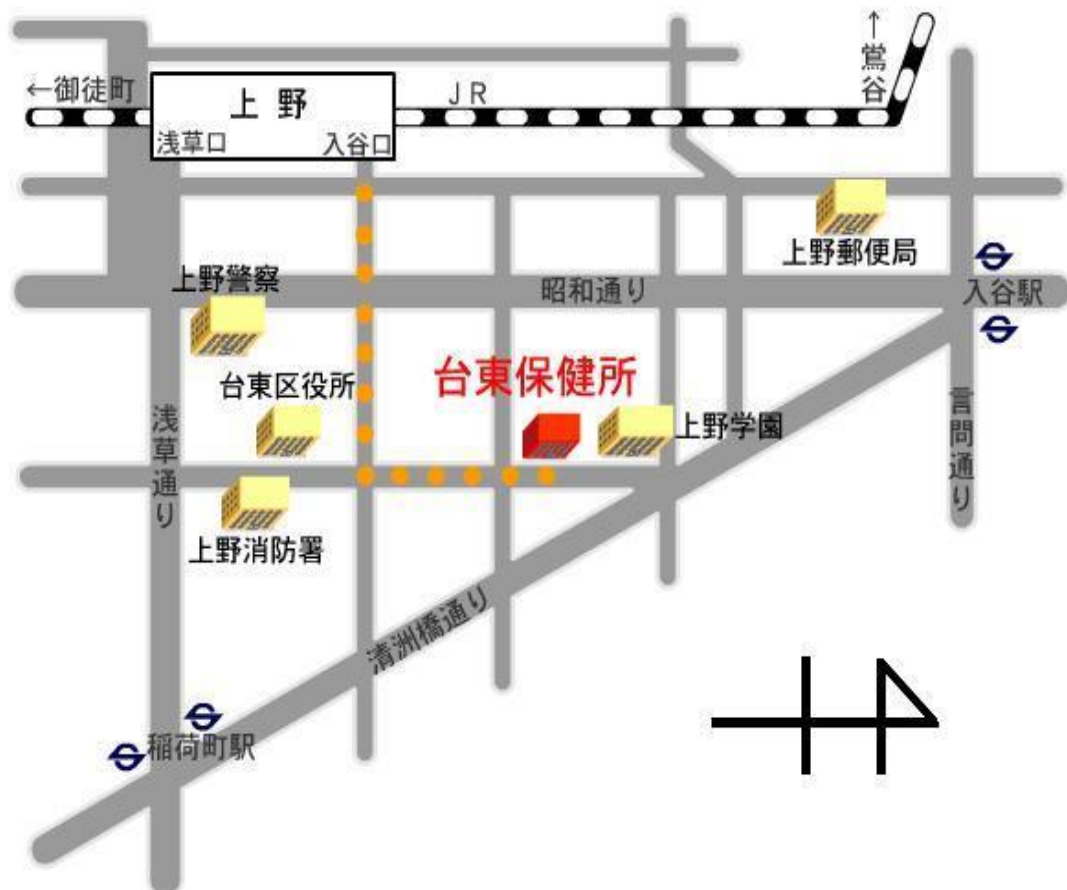 ↑鶯谷
←御徒町
上野
JR
浅草口
入谷口
上野郵便局
上野警察
昭和通り
入谷駅
台東保健所
台東区役所
上野学園
浅草通り
言問通り
上野消防署
清洲橋通り
稲荷町駅